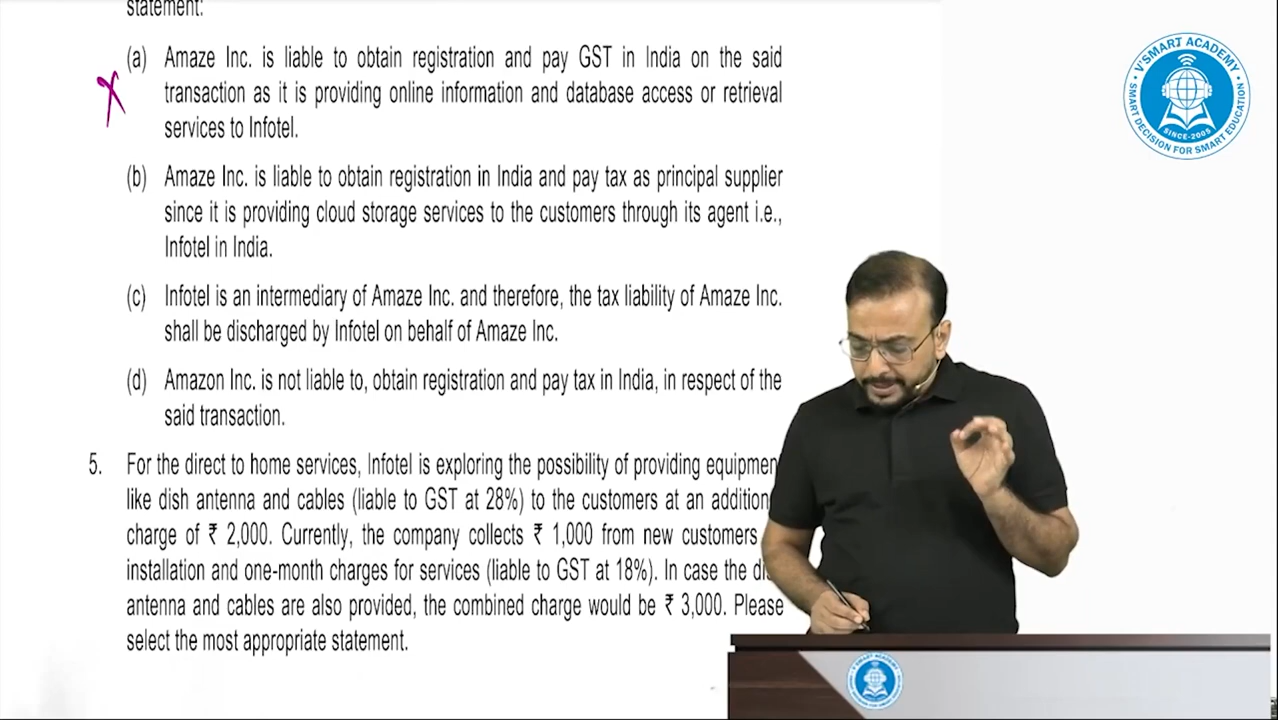 statement:
(a) Amaze Inc. is liable to obtain registration and pay GST in India on the said
transaction as it is providing online information and database access or retrieval
services to Infotel.
(b) Amaze Inc. is liable to obtain registration in India and pay tax as principal supplier
since it is providing cloud storage services to the customers through its agent i.e.,
Infotel in India.
(c) Infotel is an intermediary of Amaze Inc. and therefore, the tax liability of Amaze Inc.
shall be discharged by Infotel on behalf of Amaze Inc.
(d) Amazon Inc. is not liable to, obtain registration and pay tax in India, in respect of the
said transaction.
5. For the direct to home services, Infotel is exploring the possibility of providing
like dish antenna and cables (liable to GST at 28%) to the customers at an
charge of ₹ 2,000. Currently, the company collects ₹ 1,000 from new customers
installation and one-month charges for services (liable to GST at 18%). In case the
antenna and cables are also provided, the combined charge would be ₹ 3,000. Please
select the most appropriate statement.
V'SMART ACADEMY
SINCE-2005
SMART DECISION FOR SMART EDUCATION